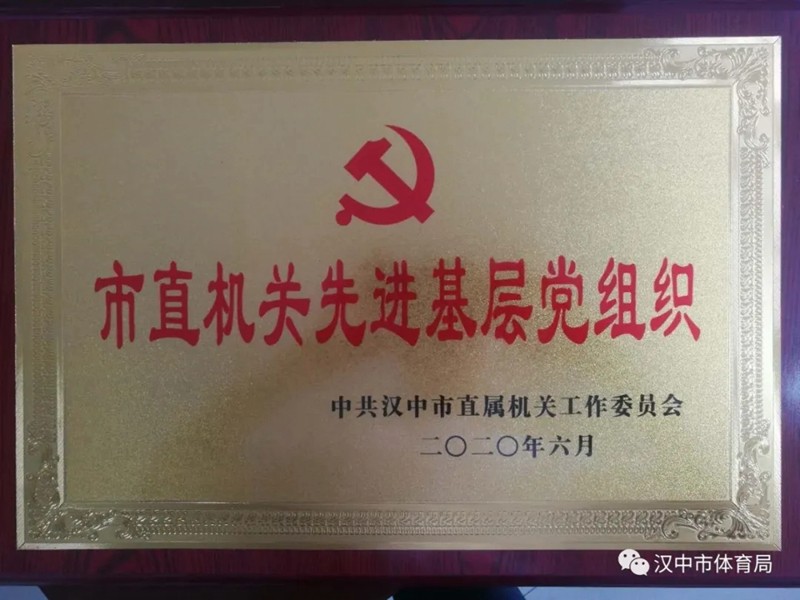 市直机关先进基层党组织
中共汉中市直属机关工作委员会
二〇二〇年六月
汉中市体育局